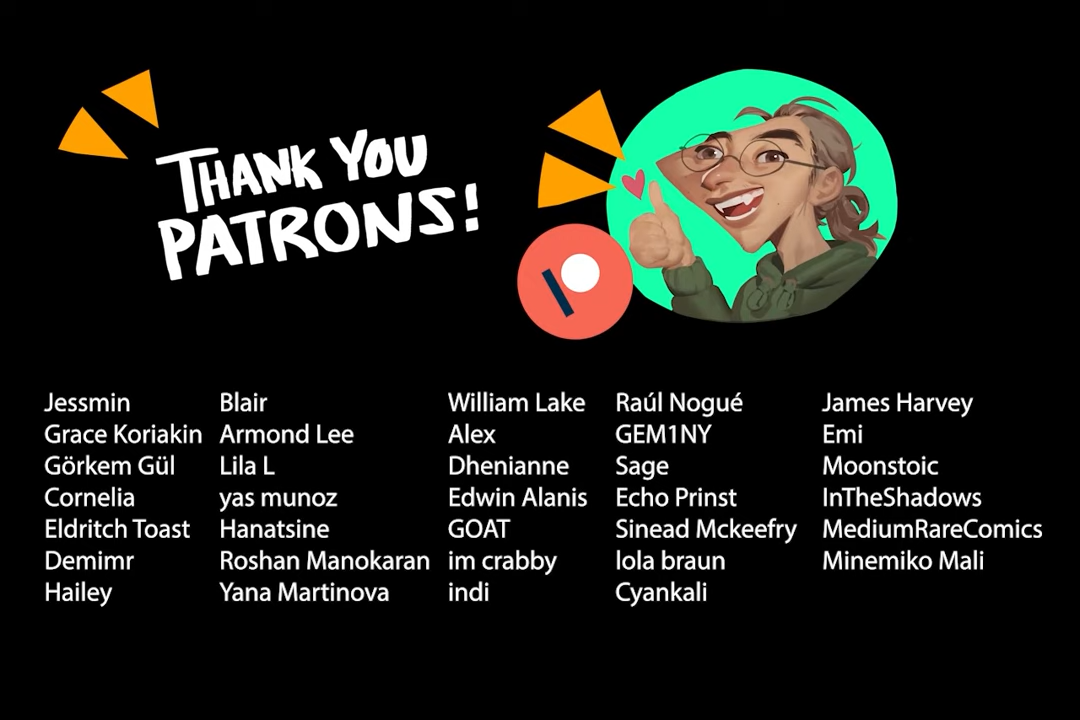 THANK YOU
PATRONS!
Jessmin
Grace Koriakin
Görkem Gül
Cornelia
Eldritch Toast
Demimr
Hailey
Blair
Armond Lee
Lila L
yas munoz
Hanatsine
Roshan Manokaran
Yana Martinova
William Lake
Alex
Dhenianne
Edwin Alanis
GOAT
im crabby
indi
Raúl Nogué
GEM1NY
Sage
Echo Prinst
Sinead Mckeefry
lola braun
Cyankali
James Harvey
Emi
Moonstoic
InTheShadows
MediumRareComics
Minemiko Mali